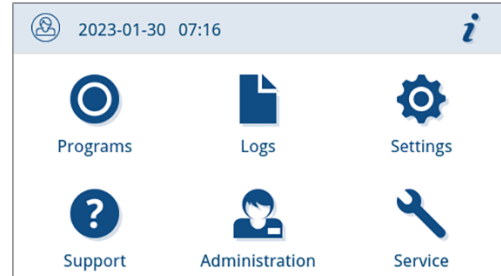 2023-01-30 07:16 i
Programs Logs Settings
?
Support Administration Service